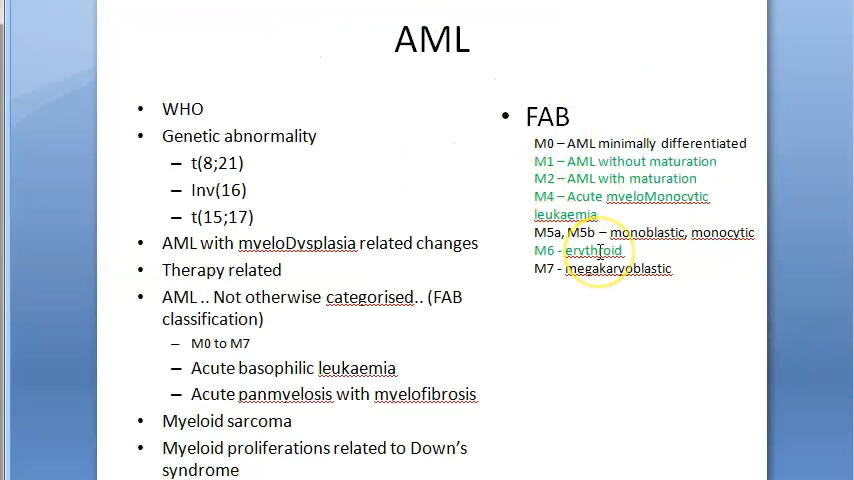 AML
• WHO
• Genetic abnormality
– t(8;21)
– Inv(16)
– t(15;17)
• AML with myeloDysplasia related changes
• Therapy related
• AML .. Not otherwise categorised.. (FAB
classification)
– M0 to M7
– Acute basophilic leukaemia
– Acute panmyelosis with myelofibrosis
• Myeloid sarcoma
• Myeloid proliferations related to Down's
syndrome
• FAB
M0 – AML minimally differentiated
M1 – AML without maturation
M2 – AML with maturation
M4 – Acute myeloMonocytic
leukaemia
M5a, M5b – monoblastic, monocytic
M6 - erythroid
M7 - megakaryoblastic